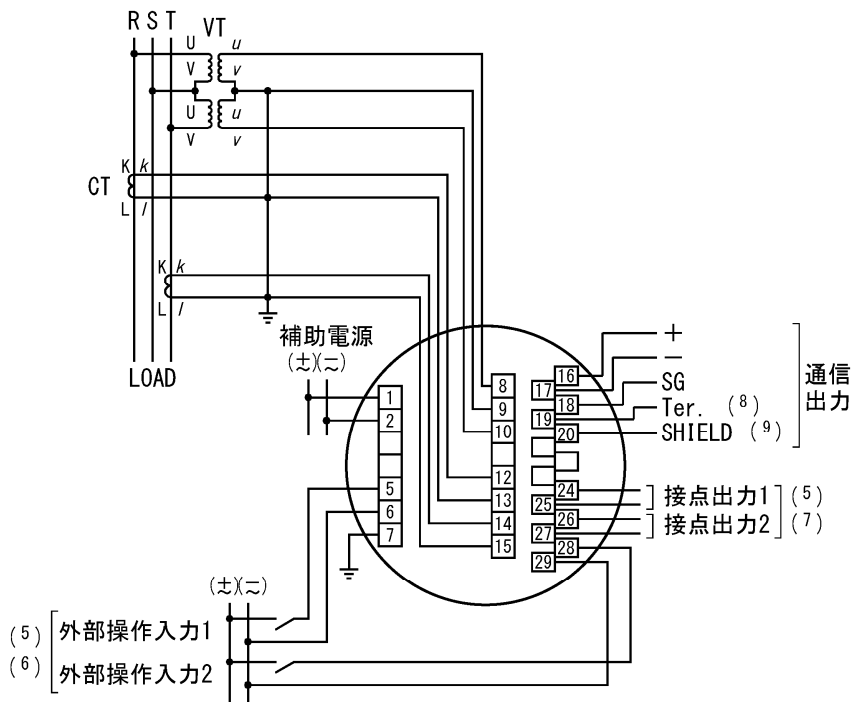 R S T
VT
U u
V v
U u
V v
K k
CT
L l
K k
L l
LOAD
補助電源
(±)(∓)
1
2
5
6
7
8
9
10
12
13
14
15
16
17
18
19
20
24
25
26
27
28
29
+
−
SG
Ter. (8)
SHIELD (9)
通信
出力
接点出力1 (5)
接点出力2 (7)
(±)(∓)
(5) 外部操作入力1
(6) 外部操作入力2